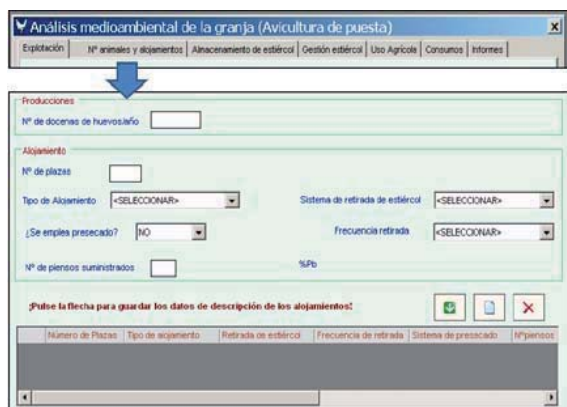 Análisis medioambiental de la granja (Avicultura de puesta)
Explotación Nº animales y alojamientos Almacenamiento de estiércol Gestión estiércol Uso Agrícola Consumos Informes
Producciones
Nº de docenas de huevos/año
Alojamiento
Nº de plazas
Tipo de Alojamiento <SELECCIONAR> Sistema de retirada de estiércol <SELECCIONAR>
¿Se emplea presecado? NO Frecuencia retirada <SELECCIONAR>
Nº de piensos suministrados %Pb
¡Pulse la flecha para guardar los datos de descripción de los alojamientos!
Número de Plazas Tipo de alojamiento Retirada de estiércol Frecuencia de retirada Sistema de presecado Nºpiensos